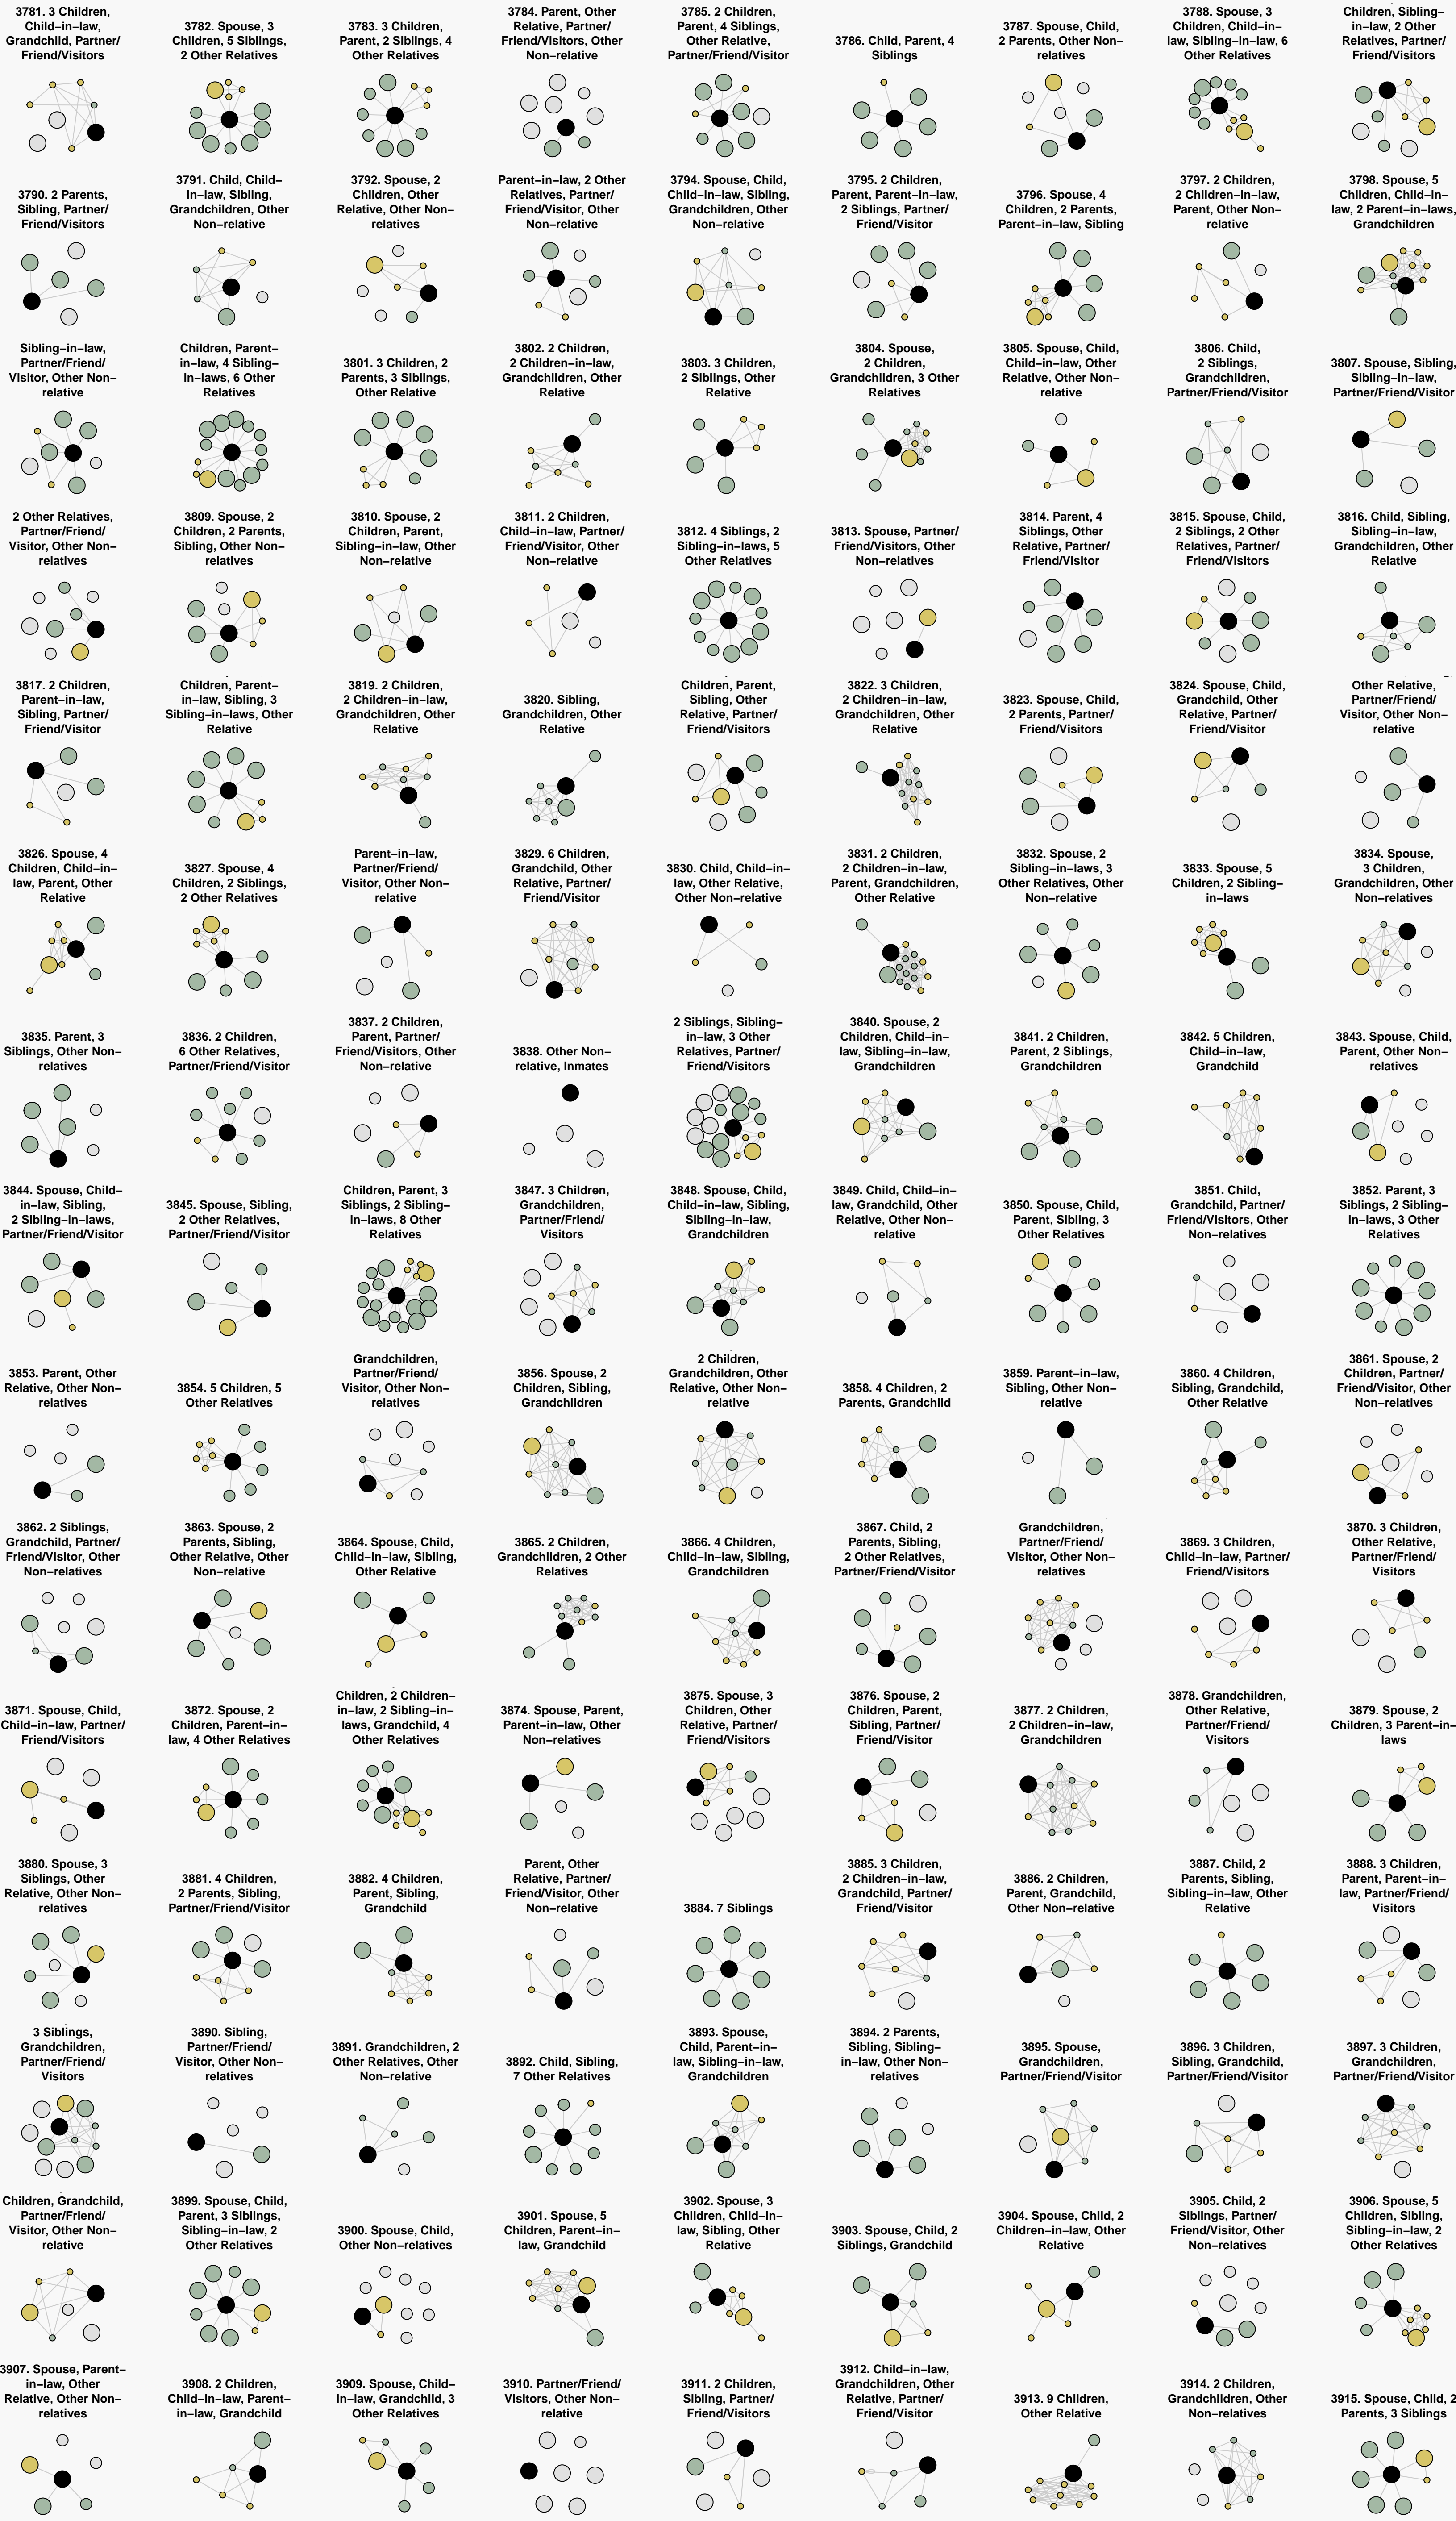 3781. 3 Children,
Child–in–law,
Grandchild, Partner/
Friend/Visitors
3782. Spouse, 3
Children, 5 Siblings,
2 Other Relatives
3783. 3 Children,
Parent, 2 Siblings, 4
Other Relatives
3784. Parent, Other
Relative, Partner/
Friend/Visitors, Other
Non–relative
3785. 2 Children,
Parent, 4 Siblings,
Other Relative,
Partner/Friend/Visitor
3786. Child, Parent, 4
Siblings
3787. Spouse, Child,
2 Parents, Other Non–
relatives
3788. Spouse, 3
Children, Child–in–
law, Sibling–in–law, 6
Other Relatives
Children, Sibling–
in–law, 2 Other
Relatives, Partner/
Friend/Visitors
3790. 2 Parents,
Sibling, Partner/
Friend/Visitors
3791. Child, Child–
in–law, Sibling,
Grandchildren, Other
Non–relative
3792. Spouse, 2
Children, Other
Relative, Other Non–
relatives
Parent–in–law, 2 Other
Relatives, Partner/
Friend/Visitor, Other
Non–relative
3794. Spouse, Child,
Child–in–law, Sibling,
Grandchildren, Other
Non–relative
3795. 2 Children,
Parent, Parent–in–law,
2 Siblings, Partner/
Friend/Visitor
3796. Spouse, 4
Children, 2 Parents,
Parent–in–law, Sibling
3797. 2 Children,
2 Children–in–law,
Parent, Other Non–
relative
3798. Spouse, 5
Children, Child–in–
law, 2 Parent–in–laws,
Grandchildren
Sibling–in–law,
Partner/Friend/
Visitor, Other Non–
relative
Children, Parent–
in–law, 4 Sibling–
in–laws, 6 Other
Relatives
3801. 3 Children, 2
Parents, 3 Siblings,
Other Relative
3802. 2 Children,
2 Children–in–law,
Grandchildren, Other
Relative
3803. 3 Children,
2 Siblings, Other
Relative
3804. Spouse,
2 Children,
Grandchildren, 3 Other
Relatives
3805. Spouse, Child,
Child–in–law, Other
Relative, Other Non–
relative
3806. Child,
2 Siblings,
Grandchildren,
Partner/Friend/Visitor
3807. Spouse, Sibling,
Sibling–in–law,
Partner/Friend/Visitor
2 Other Relatives,
Partner/Friend/
Visitor, Other Non–
relatives
3809. Spouse, 2
Children, 2 Parents,
Sibling, Other Non–
relatives
3810. Spouse, 2
Children, Parent,
Sibling–in–law, Other
Non–relative
3811. 2 Children,
Child–in–law, Partner/
Friend/Visitor, Other
Non–relative
3812. 4 Siblings, 2
Sibling–in–laws, 5
Other Relatives
3813. Spouse, Partner/
Friend/Visitors, Other
Non–relatives
3814. Parent, 4
Siblings, Other
Relative, Partner/
Friend/Visitor
3815. Spouse, Child,
2 Siblings, 2 Other
Relatives, Partner/
Friend/Visitors
3816. Child, Sibling,
Sibling–in–law,
Grandchildren, Other
Relative
3817. 2 Children,
Parent–in–law,
Sibling, Partner/
Friend/Visitor
Children, Parent–
in–law, Sibling, 3
Sibling–in–laws, Other
Relative
3819. 2 Children,
2 Children–in–law,
Grandchildren, Other
Relative
3820. Sibling,
Grandchildren, Other
Relative
Children, Parent,
Sibling, Other
Relative, Partner/
Friend/Visitors
3822. 3 Children,
2 Children–in–law,
Grandchildren, Other
Relative
3823. Spouse, Child,
2 Parents, Partner/
Friend/Visitors
3824. Spouse, Child,
Grandchild, Other
Relative, Partner/
Friend/Visitor
Other Relative,
Partner/Friend/
Visitor, Other Non–
relative
3826. Spouse, 4
Children, Child–in–
law, Parent, Other
Relative
3827. Spouse, 4
Children, 2 Siblings,
2 Other Relatives
Parent–in–law,
Partner/Friend/
Visitor, Other Non–
relative
3829. 6 Children,
Grandchild, Other
Relative, Partner/
Friend/Visitor
3830. Child, Child–in–
law, Other Relative,
Other Non–relative
3831. 2 Children,
2 Children–in–law,
Parent, Grandchildren,
Other Relative
3832. Spouse, 2
Sibling–in–laws, 3
Other Relatives, Other
Non–relative
3833. Spouse, 5
Children, 2 Sibling–
in–laws
3834. Spouse,
3 Children,
Grandchildren, Other
Non–relatives
3835. Parent, 3
Siblings, Other Non–
relatives
3836. 2 Children,
6 Other Relatives,
Partner/Friend/Visitor
3837. 2 Children,
Parent, Partner/
Friend/Visitors, Other
Non–relative
3838. Other Non–
relative, Inmates
2 Siblings, Sibling–
in–law, 3 Other
Relatives, Partner/
Friend/Visitors
3840. Spouse, 2
Children, Child–in–
law, Sibling–in–law,
Grandchildren
3841. 2 Children,
Parent, 2 Siblings,
Grandchildren
3842. 5 Children,
Child–in–law,
Grandchild
3843. Spouse, Child,
Parent, Other Non–
relatives
3844. Spouse, Child–
in–law, Sibling,
2 Sibling–in–laws,
Partner/Friend/Visitor
3845. Spouse, Sibling,
2 Other Relatives,
Partner/Friend/Visitor
Children, Parent, 3
Siblings, 2 Sibling–
in–laws, 8 Other
Relatives
3847. 3 Children,
Grandchildren,
Partner/Friend/
Visitors
3848. Spouse, Child,
Child–in–law, Sibling,
Sibling–in–law,
Grandchildren
3849. Child, Child–in–
law, Grandchild, Other
Relative, Other Non–
relative
3850. Spouse, Child,
Parent, Sibling, 3
Other Relatives
3851. Child,
Grandchild, Partner/
Friend/Visitors, Other
Non–relatives
3852. Parent, 3
Siblings, 2 Sibling–
in–laws, 3 Other
Relatives
3853. Parent, Other
Relative, Other Non–
relatives
3854. 5 Children, 5
Other Relatives
Grandchildren,
Partner/Friend/
Visitor, Other Non–
relatives
3856. Spouse, 2
Children, Sibling,
Grandchildren
2 Children,
Grandchildren, Other
Relative, Other Non–
relative
3858. 4 Children, 2
Parents, Grandchild
3859. Parent–in–law,
Sibling, Other Non–
relative
3860. 4 Children,
Sibling, Grandchild,
Other Relative
3861. Spouse, 2
Children, Partner/
Friend/Visitor, Other
Non–relatives
3862. 2 Siblings,
Grandchild, Partner/
Friend/Visitor, Other
Non–relatives
3863. Spouse, 2
Parents, Sibling,
Other Relative, Other
Non–relative
3864. Spouse, Child,
Child–in–law, Sibling,
Other Relative
3865. 2 Children,
Grandchildren, 2 Other
Relatives
3866. 4 Children,
Child–in–law, Sibling,
Grandchildren
3867. Child, 2
Parents, Sibling,
2 Other Relatives,
Partner/Friend/Visitor
Grandchildren,
Partner/Friend/
Visitor, Other Non–
relatives
3869. 3 Children,
Child–in–law, Partner/
Friend/Visitors
3870. 3 Children,
Other Relative,
Partner/Friend/
Visitors
3871. Spouse, Child,
Child–in–law, Partner/
Friend/Visitors
3872. Spouse, 2
Children, Parent–in–
law, 4 Other Relatives
Children, 2 Children–
in–law, 2 Sibling–in–
laws, Grandchild, 4
Other Relatives
3874. Spouse, Parent,
Parent–in–law, Other
Non–relatives
3875. Spouse, 3
Children, Other
Relative, Partner/
Friend/Visitors
3876. Spouse, 2
Children, Parent,
Sibling, Partner/
Friend/Visitor
3877. 2 Children,
2 Children–in–law,
Grandchildren
3878. Grandchildren,
Other Relative,
Partner/Friend/
Visitors
3879. Spouse, 2
Children, 3 Parent–in–
laws
3880. Spouse, 3
Siblings, Other
Relative, Other Non–
relatives
3881. 4 Children,
2 Parents, Sibling,
Partner/Friend/Visitor
3882. 4 Children,
Parent, Sibling,
Grandchild
Parent, Other
Relative, Partner/
Friend/Visitor, Other
Non–relative
3884. 7 Siblings
3885. 3 Children,
2 Children–in–law,
Grandchild, Partner/
Friend/Visitor
3886. 2 Children,
Parent, Grandchild,
Other Non–relative
3887. Child, 2
Parents, Sibling,
Sibling–in–law, Other
Relative
3888. 3 Children,
Parent, Parent–in–
law, Partner/Friend/
Visitors
3 Siblings,
Grandchildren,
Partner/Friend/
Visitors
3890. Sibling,
Partner/Friend/
Visitor, Other Non–
relatives
3891. Grandchildren, 2
Other Relatives, Other
Non–relative
3892. Child, Sibling,
7 Other Relatives
3893. Spouse,
Child, Parent–in–
law, Sibling–in–law,
Grandchildren
3894. 2 Parents,
Sibling, Sibling–
in–law, Other Non–
relatives
3895. Spouse,
Grandchildren,
Partner/Friend/Visitor
3896. 3 Children,
Sibling, Grandchild,
Partner/Friend/Visitor
3897. 3 Children,
Grandchildren,
Partner/Friend/Visitor
Children, Grandchild,
Partner/Friend/
Visitor, Other Non–
relative
3899. Spouse, Child,
Parent, 3 Siblings,
Sibling–in–law, 2
Other Relatives
3900. Spouse, Child,
Other Non–relatives
3901. Spouse, 5
Children, Parent–in–
law, Grandchild
3902. Spouse, 3
Children, Child–in–
law, Sibling, Other
Relative
3903. Spouse, Child, 2
Siblings, Grandchild
3904. Spouse, Child, 2
Children–in–law, Other
Relative
3905. Child, 2
Siblings, Partner/
Friend/Visitor, Other
Non–relatives
3906. Spouse, 5
Children, Sibling,
Sibling–in–law, 2
Other Relatives
3907. Spouse, Parent–
in–law, Other
Relative, Other Non–
relatives
3908. 2 Children,
Child–in–law, Parent–
in–law, Grandchild
3909. Spouse, Child–
in–law, Grandchild, 3
Other Relatives
3910. Partner/Friend/
Visitors, Other Non–
relative
3911. 2 Children,
Sibling, Partner/
Friend/Visitors
3912. Child–in–law,
Grandchildren, Other
Relative, Partner/
Friend/Visitor
3913. 9 Children,
Other Relative
3914. 2 Children,
Grandchildren, Other
Non–relatives
3915. Spouse, Child, 2
Parents, 3 Siblings